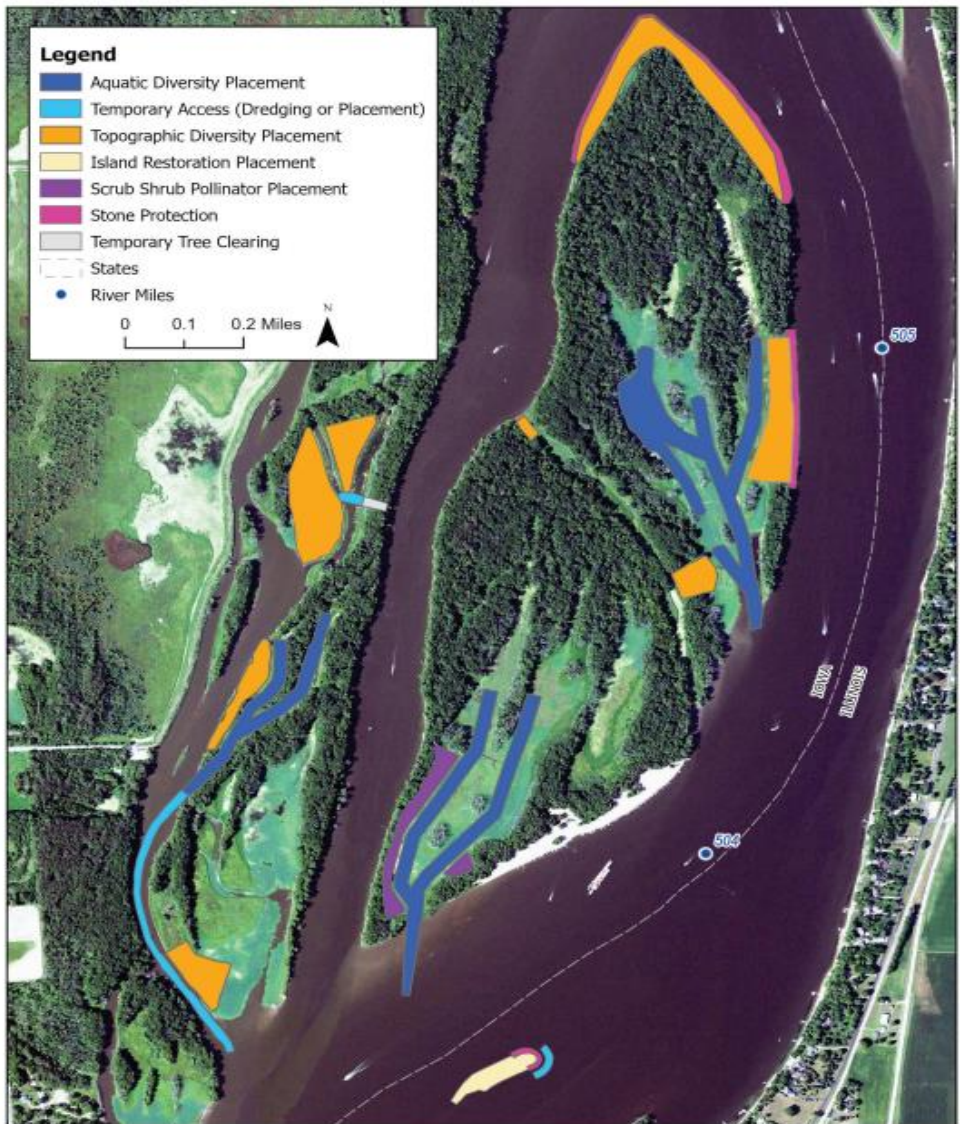 Legend
Aquatic Diversity Placement
Temporary Access (Dredging or Placement)
Topographic Diversity Placement
Island Restoration Placement
Scrub Shrub Pollinator Placement
Stone Protection
Temporary Tree Clearing
States
River Miles
0 0.1 0.2 Miles
N
505
IOWA
ILLINOIS
504